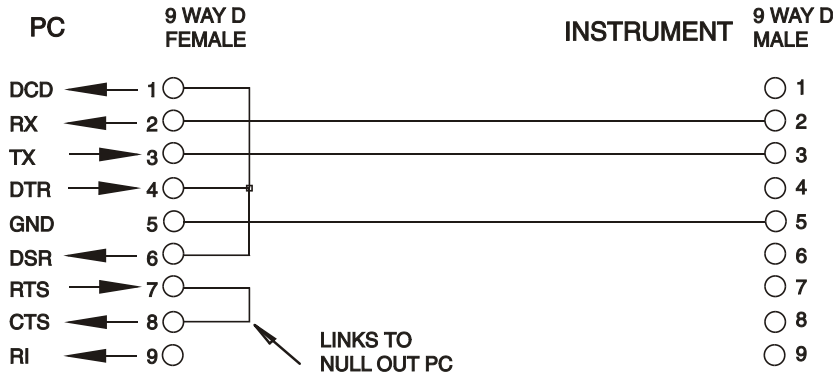 PC
9 WAY D
FEMALE
INSTRUMENT
9 WAY D
MALE
DCD 1 1
RX 2 2
TX 3 3
DTR 4 4
GND 5 5
DSR 6 6
RTS 7 7
CTS 8 8
RI 9 9
LINKS TO
NULL OUT PC